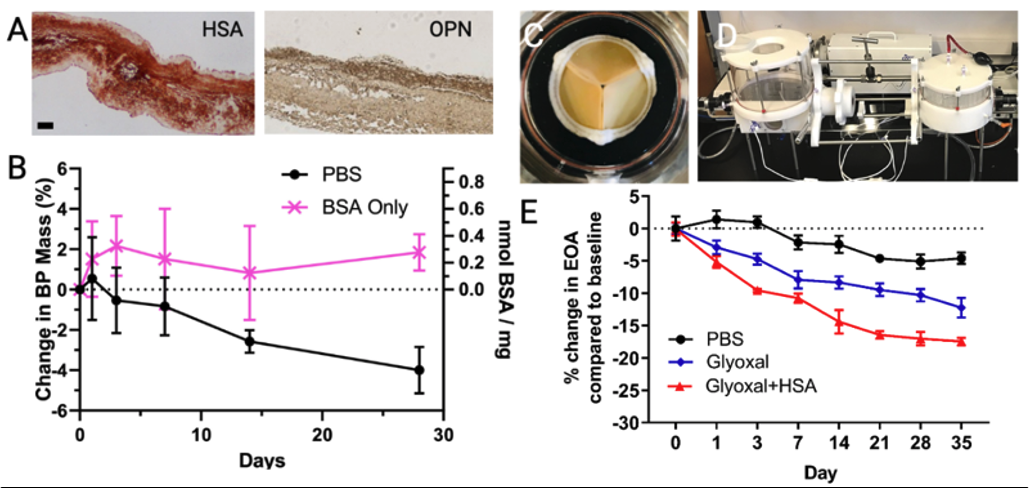 A
HSA
OPN
C
D
B
Change in BP Mass (%)
6
4
2
0
-2
-4
-6
PBS
BSA Only
0.8
0.6
0.4
0.2
0.0
nmol BSA / mg
0
10
20
30
Days
E
% change in EOA
compared to baseline
5
0
-5
-10
-15
-20
-25
-30
PBS
Glyoxal
Glyoxal+HSA
0
1
3
7
14
21
28
35
Day